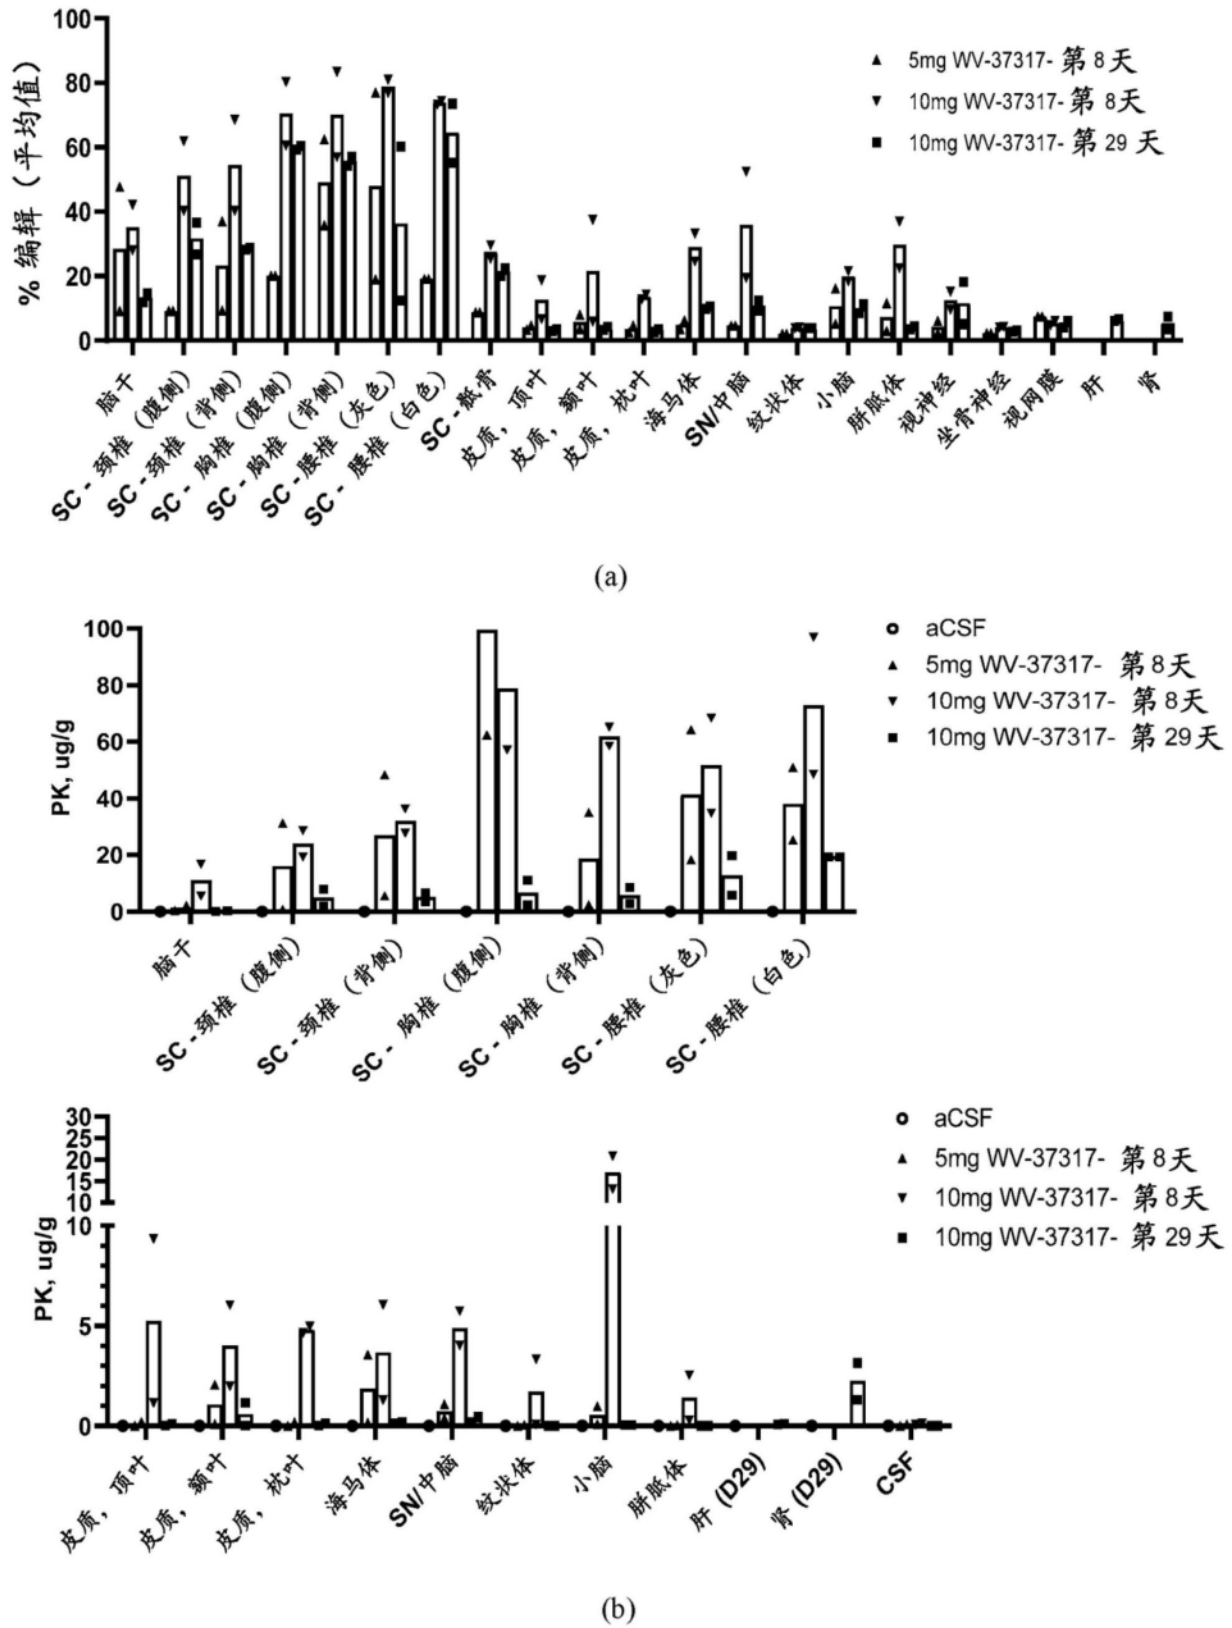 % 编辑（平均值）
100
80
60
40
20
0
5mg WV-37317- 第 8天
10mg WV-37317- 第 8天
10mg WV-37317- 第 29 天
脑干
SC - 颈椎（腹侧）
SC - 颈椎（背侧）
SC - 胸椎（腹侧）
SC - 胸椎（背侧）
SC - 腰椎（灰色）
SC - 腰椎（白色）
SC - 骶骨
皮质，顶叶
皮质，额叶
皮质，枕叶
海马体
SN/中脑
纹状体
小脑
胼胝体
视神经
坐骨神经
视网膜
肝
肾
(a)
PK, ug/g
100
80
60
40
20
0
aCSF
5mg WV-37317- 第 8天
10mg WV-37317- 第 8天
10mg WV-37317- 第 29天
脑干
SC - 颈椎（腹侧）
SC - 颈椎（背侧）
SC - 胸椎（腹侧）
SC - 胸椎（背侧）
SC - 腰椎（灰色）
SC - 腰椎（白色）
PK, ug/g
30
25
20
15
10
10
5
0
aCSF
5mg WV-37317- 第 8天
10mg WV-37317- 第 8天
10mg WV-37317- 第 29天
皮质，顶叶
皮质，额叶
皮质，枕叶
海马体
SN/中脑
纹状体
小脑
胼胝体
肝 (D29)
肾 (D29)
CSF
(b)